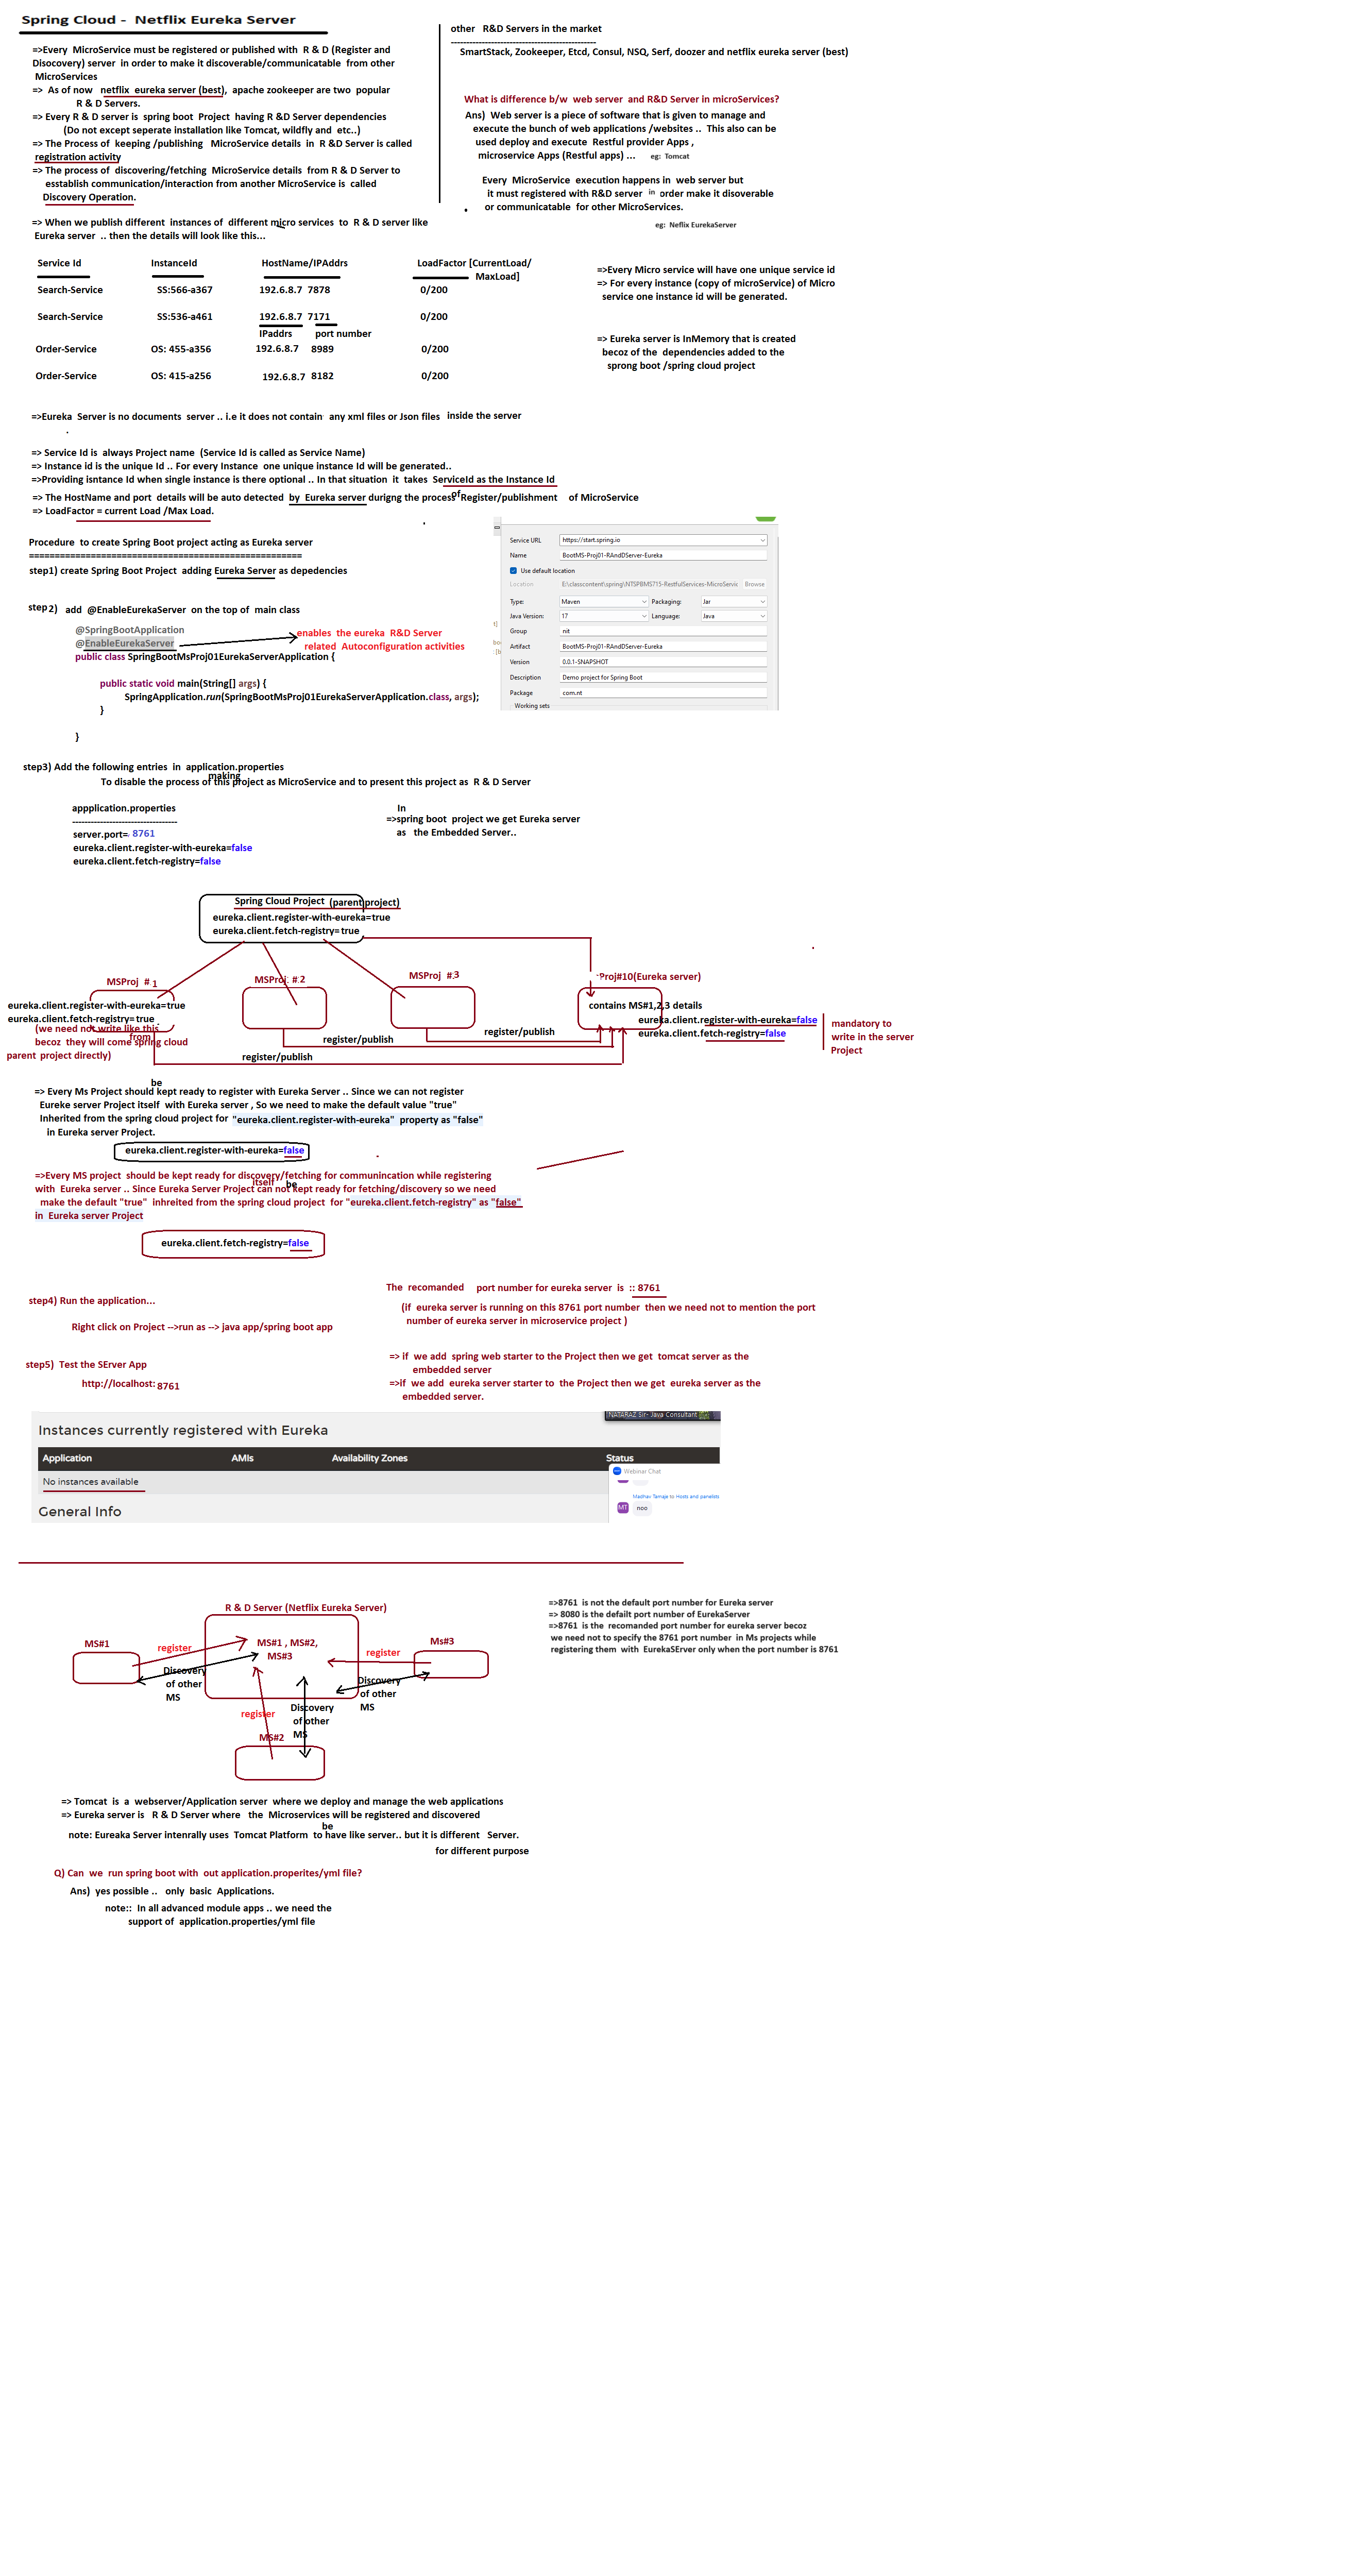 Spring Cloud - Netflix Eureka Server
=>Every MicroService must be registered or published with R & D (Register and
Disocovery) server in order to make it discoverable/communicatable from other
MicroServices
=> As of now netflix eureka server (best), apache zookeeper are two popular
R & D Servers.
=> Every R & D server is spring boot Project having R &D Server dependencies
(Do not except seperate installation like Tomcat, wildfly and etc..)
=> The Process of keeping /publishing MicroService details in R &D Server is called
registration activity
=> The process of discovering/fetching MicroService details from R & D Server to
esstablish communication/interaction from another MicroService is called
Discovery Operation.
other R&D Servers in the market
------------------------------------------------
SmartStack, Zookeeper, Etcd, Consul, NSQ, Serf, doozer and netflix eureka server (best)
What is difference b/w web server and R&D Server in microServices?
Ans) Web server is a piece of software that is given to manage and
execute the bunch of web applications /websites .. This also can be
used deploy and execute Restful provider Apps ,
microservice Apps (Restful apps) ... eg: Tomcat
Every MicroService execution happens in web server but
it must registered with R&D server in order make it disoverable
or communicatable for other MicroServices.
eg: Neflix EurekaServer
=> When we publish different instances of different micro services to R & D server like
Eureka server .. then the details will look like this...
Service Id InstanceId HostName/IPAddrs LoadFactor [CurrentLoad/
MaxLoad]
Search-Service SS:566-a367 192.6.8.7 7878 0/200
Search-Service SS:536-a461 192.6.8.7 7171 0/200
IPaddrs port number
Order-Service OS: 455-a356 192.6.8.7 8989 0/200
Order-Service OS: 415-a256 192.6.8.7 8182 0/200
=>Every Micro service will have one unique service id
=> For every instance (copy of microService) of Micro
service one instance id will be generated.
=> Eureka server is InMemory that is created
becoz of the dependencies added to the
sprong boot /spring cloud project
=>Eureka Server is no documents server .. i.e it does not contain any xml files or Json files inside the server
=> Service Id is always Project name (Service Id is called as Service Name)
=> Instance id is the unique Id .. For every Instance one unique instance Id will be generated..
=>Providing isntance Id when single instance is there optional .. In that situation it takes ServiceId as the Instance Id
=> The HostName and port details will be auto detected by Eureka server durigng the process of Register/publishment of MicroService
=> LoadFactor = current Load /Max Load.
Procedure to create Spring Boot project acting as Eureka server
=====================================================
step1) create Spring Boot Project adding Eureka Server as depedencies
Service URL https://start.spring.io
Name BootMS-Proj01-RAndDServer-Eureka
Use default location
Location E:\classcontent\spring\NTSPBMS715-RestfulServices-MicroServic Browse
Type: Maven Packaging: Jar
Java Version: 17 Language: Java
Group nit
Artifact BootMS-Proj01-RAndDServer-Eureka
Version 0.0.1-SNAPSHOT
Description Demo project for Spring Boot
Package com.nt
Working sets
step2) add @EnableEurekaServer on the top of main class
@SpringBootApplication
@EnableEurekaServer
public class SpringBootMsProj01EurekaServerApplication {
enables the eureka R&D Server
related Autoconfiguration activities
public static void main(String[] args) {
SpringApplication.run(SpringBootMsProj01EurekaServerApplication.class, args);
}
}
step3) Add the following entries in application.properties
To disable the process of making this project as MicroService and to present this project as R & D Server
appplication.properties
----------------------------------
server.port= 8761
eureka.client.register-with-eureka=false
eureka.client.fetch-registry=false
In
=>spring boot project we get Eureka server
as the Embedded Server..
Spring Cloud Project (parent project)
eureka.client.register-with-eureka=true
eureka.client.fetch-registry=true
MSProj #1
MSProj #2
MSProj #3
Proj#10(Eureka server)
eureka.client.register-with-eureka=true
eureka.client.fetch-registry=true
(we need not write like this
becoz they will come from spring cloud
parent project directly)
contains MS#1,2,3 details
eureka.client.register-with-eureka=false
eureka.client.fetch-registry=false
mandatory to
write in the server
Project
register/publish
register/publish
register/publish
=> Every Ms Project should be kept ready to register with Eureka Server .. Since we can not register
Eureke server Project itself with Eureka server , So we need to make the default value "true"
Inherited from the spring cloud project for "eureka.client.register-with-eureka" property as "false"
in Eureka server Project.
eureka.client.register-with-eureka=false
=>Every MS project should be kept ready for discovery/fetching for communincation while registering
with Eureka server .. Since Eureka Server Project itself can not be kept ready for fetching/discovery so we need
make the default "true" inhreited from the spring cloud project for "eureka.client.fetch-registry" as "false"
in Eureka server Project
eureka.client.fetch-registry=false
step4) Run the application...
Right click on Project -->run as --> java app/spring boot app
The recomanded port number for eureka server is :: 8761
(if eureka server is running on this 8761 port number then we need not to mention the port
number of eureka server in microservice project )
step5) Test the SErver App
http://localhost:8761
=> if we add spring web starter to the Project then we get tomcat server as the
embedded server
=>if we add eureka server starter to the Project then we get eureka server as the
embedded server.
NATARAZ Sir- Java Consultant
Instances currently registered with Eureka
Application AMIs Availability Zones Status
No instances available
General Info
Webinar Chat
Madhav Tamaje to Hosts and panelists
MT noo
R & D Server (Netflix Eureka Server)
MS#1
register
MS#1 , MS#2,
MS#3
Ms#3
register
Discovery
of other
MS
Discovery
of other
MS
register
Discovery
of other
MS
MS#2
=>8761 is not the default port number for Eureka server
=> 8080 is the defailt port number of EurekaServer
=>8761 is the recomanded port number for eureka server becoz
we need not to specify the 8761 port number in Ms projects while
registering them with EurekaSErver only when the port number is 8761
=> Tomcat is a webserver/Application server where we deploy and manage the web applications
=> Eureka server is R & D Server where the Microservices will be registered and discovered
note: Eureaka Server intenrally uses Tomcat Platform to be have like server.. but it is different Server.
for different purpose
Q) Can we run spring boot with out application.properites/yml file?
Ans) yes possible .. only basic Applications.
note:: In all advanced module apps .. we need the
support of application.properties/yml file